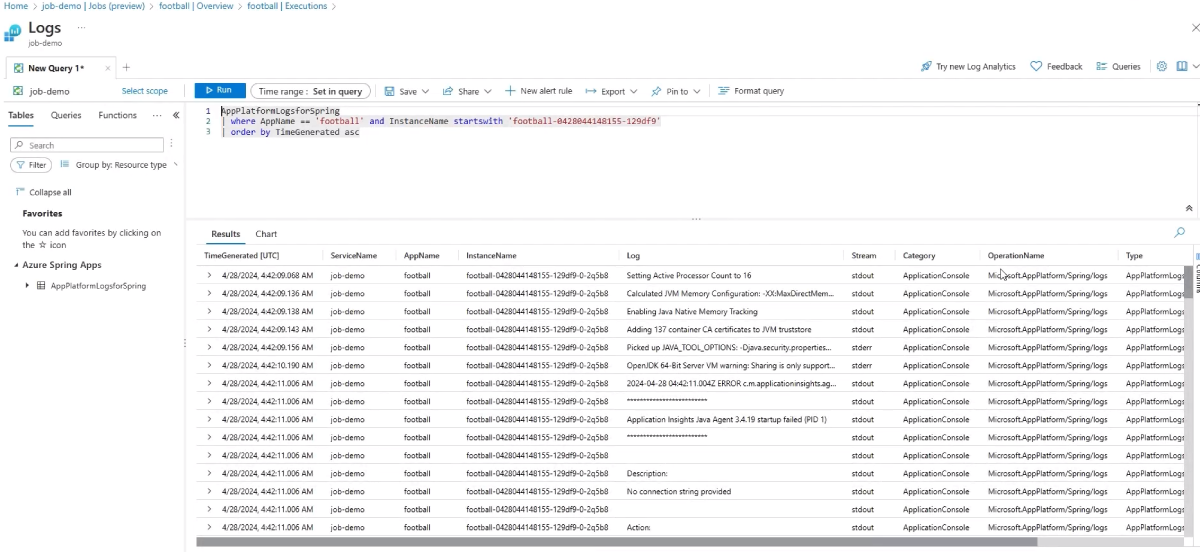 Home > job-demo | Jobs (preview) > football | Overview > football | Executions >
Logs ...
job-demo
New Query 1* × +
Try new Log Analytics Feedback Queries
job-demo Select scope Run Time range : Set in query Save Share New alert rule Export Pin to Format query
Tables Queries Functions ... «
1 AppPlatformLogsforSpring
2 | where AppName == 'football' and InstanceName startswith 'football-0428044148155-129df9'
3 | order by TimeGenerated asc
Search
Filter Group by: Resource type
Collapse all
Favorites
You can add favorites by clicking on
the ☆ icon
Azure Spring Apps
AppPlatformLogsforSpring
Results Chart
TimeGenerated [UTC] ServiceName AppName InstanceName Log Stream Category OperationName Type
4/28/2024, 4:42:09.068 AM job-demo football football-0428044148155-129df9-0-2q5b8 Setting Active Processor Count to 16 stdout ApplicationConsole Microsoft.AppPlatform/Spring/logs AppPlatformLogs
4/28/2024, 4:42:09.136 AM job-demo football football-0428044148155-129df9-0-2q5b8 Calculated JVM Memory Configuration: -XX:MaxDirectMem... stdout ApplicationConsole Microsoft.AppPlatform/Spring/logs AppPlatformLogs
4/28/2024, 4:42:09.138 AM job-demo football football-0428044148155-129df9-0-2q5b8 Enabling Java Native Memory Tracking stdout ApplicationConsole Microsoft.AppPlatform/Spring/logs AppPlatformLogs
4/28/2024, 4:42:09.143 AM job-demo football football-0428044148155-129df9-0-2q5b8 Adding 137 container CA certificates to JVM truststore stdout ApplicationConsole Microsoft.AppPlatform/Spring/logs AppPlatformLogs
4/28/2024, 4:42:09.156 AM job-demo football football-0428044148155-129df9-0-2q5b8 Picked up JAVA_TOOL_OPTIONS: -Djava.security.properties... stderr ApplicationConsole Microsoft.AppPlatform/Spring/logs AppPlatformLogs
4/28/2024, 4:42:10.190 AM job-demo football football-0428044148155-129df9-0-2q5b8 OpenJDK 64-Bit Server VM warning: Sharing is only support... stderr ApplicationConsole Microsoft.AppPlatform/Spring/logs AppPlatformLogs
4/28/2024, 4:42:11.006 AM job-demo football football-0428044148155-129df9-0-2q5b8 2024-04-28 04:42:11.004Z ERROR c.m.applicationinsights.ag... stdout ApplicationConsole Microsoft.AppPlatform/Spring/logs AppPlatformLogs
4/28/2024, 4:42:11.006 AM job-demo football football-0428044148155-129df9-0-2q5b8 ************************* stdout ApplicationConsole Microsoft.AppPlatform/Spring/logs AppPlatformLogs
4/28/2024, 4:42:11.006 AM job-demo football football-0428044148155-129df9-0-2q5b8 Application Insights Java Agent 3.4.19 startup failed (PID 1) stdout ApplicationConsole Microsoft.AppPlatform/Spring/logs AppPlatformLogs
4/28/2024, 4:42:11.006 AM job-demo football football-0428044148155-129df9-0-2q5b8 ************************* stdout ApplicationConsole Microsoft.AppPlatform/Spring/logs AppPlatformLogs
4/28/2024, 4:42:11.006 AM job-demo football football-0428044148155-129df9-0-2q5b8 stdout ApplicationConsole Microsoft.AppPlatform/Spring/logs AppPlatformLogs
4/28/2024, 4:42:11.006 AM job-demo football football-0428044148155-129df9-0-2q5b8 Description: stdout ApplicationConsole Microsoft.AppPlatform/Spring/logs AppPlatformLogs
4/28/2024, 4:42:11.006 AM job-demo football football-0428044148155-129df9-0-2q5b8 No connection string provided stdout ApplicationConsole Microsoft.AppPlatform/Spring/logs AppPlatformLogs
4/28/2024, 4:42:11.006 AM job-demo football football-0428044148155-129df9-0-2q5b8 stdout ApplicationConsole Microsoft.AppPlatform/Spring/logs AppPlatformLogs
4/28/2024, 4:42:11.006 AM job-demo football football-0428044148155-129df9-0-2q5b8 Action: stdout ApplicationConsole Microsoft.AppPlatform/Spring/logs AppPlatformLogs